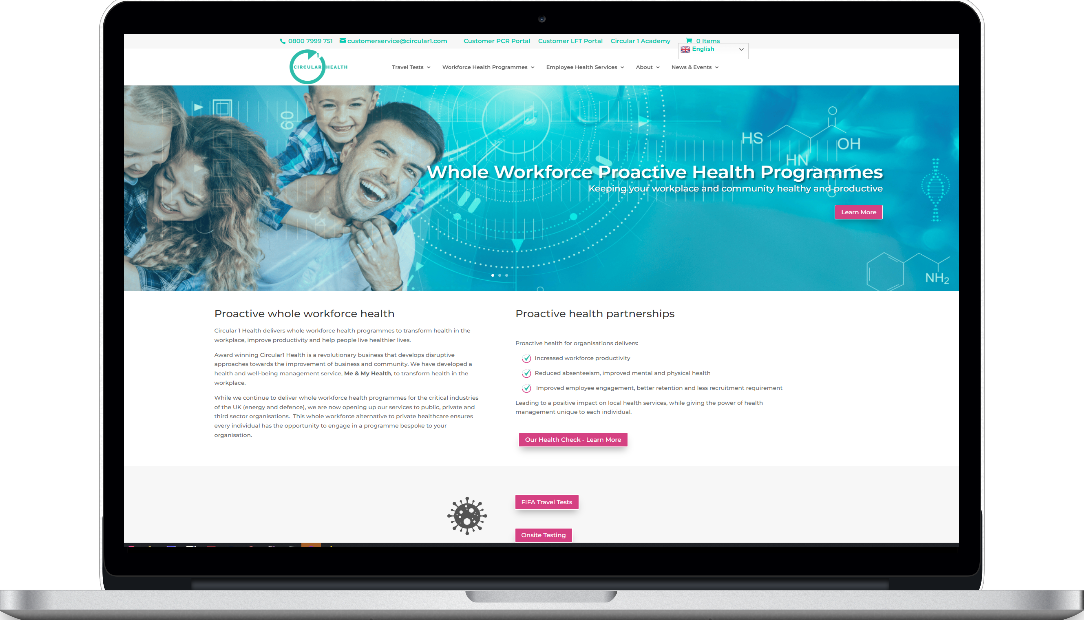 0800 7999 751 customerservice@circular1.com Customer PCR Portal Customer LFT Portal Circular 1 Academy 0 Items
English
CIRCULAR1 HEALTH
Travel Tests Workforce Health Programmes Employee Health Services About News & Events
60
HS OH
HN
Whole Workforce Proactive Health Programmes
Keeping your workplace and community healthy and productive
O
Learn More
NH2
Proactive whole workforce health
Circular1 Health delivers whole workforce health programmes to transform health in the
workplace, improve productivity and help people live healthier lives.
Award winning Circular1 Health is a revolutionary business that develops disruptive
approaches towards the improvement of business and community. We have developed a
health and well-being management service, Me & My Health, to transform health in the
workplace.
While we continue to deliver whole workforce health programmes for the critical industries
of the UK (energy and defence), we are now opening up our services to public, private and
third sector organisations. This whole workforce alternative to private healthcare ensures
every individual has the opportunity to engage in a programme bespoke to your
organisation.
Proactive health partnerships
Proactive health for organisations delivers:
Increased workforce productivity
Reduced absenteeism, improved mental and physical health
Improved employee engagement, better retention and less recruitment requirement
Leading to a positive impact on local health services, while giving the power of health
management unique to each individual.
Our Health Check - Learn More
FIFA Travel Tests
Onsite Testing